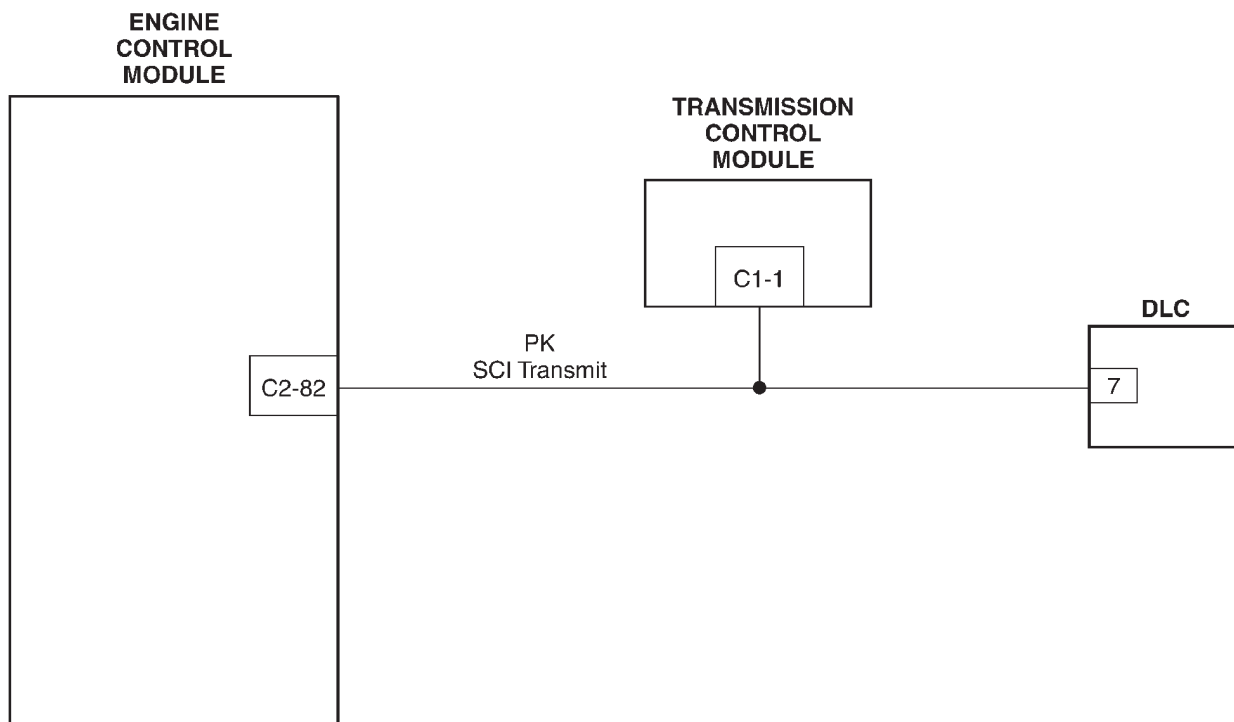 ENGINE
CONTROL
MODULE
TRANSMISSION
CONTROL
MODULE
C1-1
DLC
PK
SCI Transmit
C2-82
7